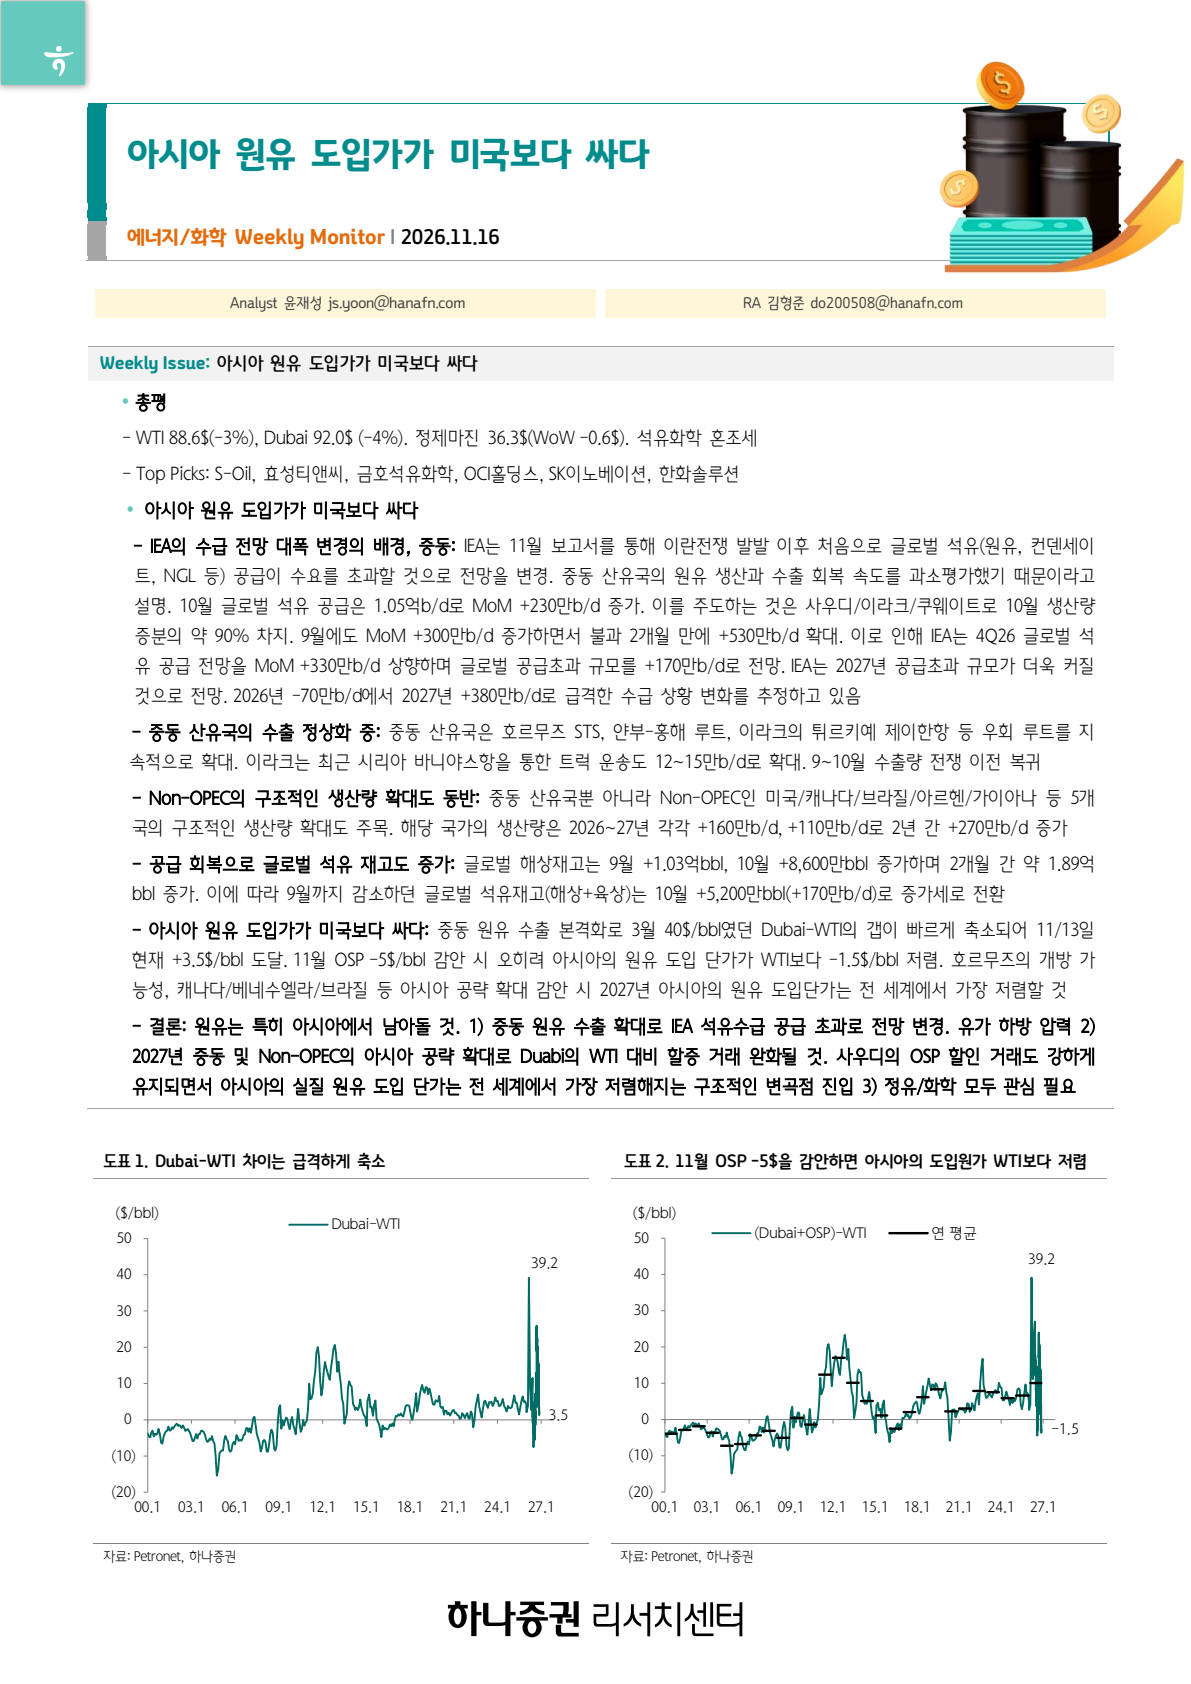 아시아 원유 도입가가 미국보다 싸다
에너지/화학 Weekly Monitor | 2026.11.16
Analyst 윤재성 js.yoon@hanafn.com
RA 김형준 do200508@hanafn.com
Weekly Issue: 아시아 원유 도입가가 미국보다 싸다
• 총평
- WTI 88.6$(-3%), Dubai 92.0$ (-4%). 정제마진 36.3$(WoW -0.6$). 석유화학 혼조세
- Top Picks: S-Oil, 효성티앤씨, 금호석유화학, OCI홀딩스, SK이노베이션, 한화솔루션
• 아시아 원유 도입가가 미국보다 싸다
- IEA의 수급 전망 대폭 변경의 배경, 중동: IEA는 11월 보고서를 통해 이란전쟁 발발 이후 처음으로 글로벌 석유(원유, 컨덴세이
트, NGL 등) 공급이 수요를 초과할 것으로 전망을 변경. 중동 산유국의 원유 생산과 수출 회복 속도를 과소평가했기 때문이라고
설명. 10월 글로벌 석유 공급은 1.05억b/d로 MoM +230만b/d 증가. 이를 주도하는 것은 사우디/이라크/쿠웨이트로 10월 생산량
증분의 약 90% 차지. 9월에도 MoM +300만b/d 증가하면서 불과 2개월 만에 +530만b/d 확대. 이로 인해 IEA는 4Q26 글로벌 석
유 공급 전망을 MoM +330만b/d 상향하며 글로벌 공급초과 규모를 +170만b/d로 전망. IEA는 2027년 공급초과 규모가 더욱 커질
것으로 전망. 2026년 -70만b/d에서 2027년 +380만b/d로 급격한 수급 상황 변화를 추정하고 있음
- 중동 산유국의 수출 정상화 중: 중동 산유국은 호르무즈 STS, 얀부-홍해 루트, 이라크의 튀르키예 제이한항 등 우회 루트를 지
속적으로 확대. 이라크는 최근 시리아 바니야스항을 통한 트럭 운송도 12~15만b/d로 확대. 9~10월 수출량 전쟁 이전 복귀
- Non-OPEC의 구조적인 생산량 확대도 동반: 중동 산유국뿐 아니라 Non-OPEC인 미국/캐나다/브라질/아르헨/가이아나 등 5개
국의 구조적인 생산량 확대도 주목. 해당 국가의 생산량은 2026~27년 각각 +160만b/d, +110만b/d로 2년 간 +270만b/d 증가
- 공급 회복으로 글로벌 석유 재고도 증가: 글로벌 해상재고는 9월 +1.03억bbl, 10월 +8,600만bbl 증가하며 2개월 간 약 1.89억
bbl 증가. 이에 따라 9월까지 감소하던 글로벌 석유재고(해상+육상)는 10월 +5,200만bbl(+170만b/d)로 증가세로 전환
- 아시아 원유 도입가가 미국보다 싸다: 중동 원유 수출 본격화로 3월 40$/bbl였던 Dubai-WTI의 갭이 빠르게 축소되어 11/13일
현재 +3.5$/bbl 도달. 11월 OSP -5$/bbl 감안 시 오히려 아시아의 원유 도입 단가가 WTI보다 -1.5$/bbl 저렴. 호르무즈의 개방 가
능성, 캐나다/베네수엘라/브라질 등 아시아 공략 확대 감안 시 2027년 아시아의 원유 도입단가는 전 세계에서 가장 저렴할 것
- 결론: 원유는 특히 아시아에서 남아돌 것. 1) 중동 원유 수출 확대로 IEA 석유수급 공급 초과로 전망 변경. 유가 하방 압력 2)
2027년 중동 및 Non-OPEC의 아시아 공략 확대로 Duabi의 WTI 대비 할증 거래 완화될 것. 사우디의 OSP 할인 거래도 강하게
유지되면서 아시아의 실질 원유 도입 단가는 전 세계에서 가장 저렴해지는 구조적인 변곡점 진입 3) 정유/화학 모두 관심 필요
도표 1. Dubai-WTI 차이는 급격하게 축소
($/bbl)
Dubai-WTI
50
40
30
20
10
0
(10)
(20)
39.2
3.5
00.1 03.1 06.1 09.1 12.1 15.1 18.1 21.1 24.1 27.1
자료: Petronet, 하나증권
도표 2. 11월 OSP -5$을 감안하면 아시아의 도입원가 WTI보다 저렴
($/bbl)
(Dubai+OSP)-WTI 연 평균
50
40
30
20
10
0
(10)
(20)
39.2
-1.5
00.1 03.1 06.1 09.1 12.1 15.1 18.1 21.1 24.1 27.1
자료: Petronet, 하나증권
하나증권 리서치센터